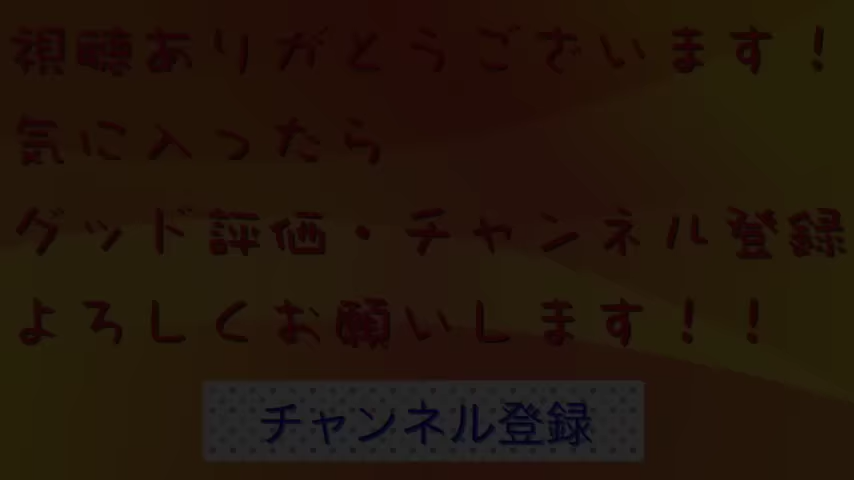 視聴ありがとうございます！
気に入ったら
グッド評価・チャンネル登録
よろしくお願いします！！
チャンネル登録